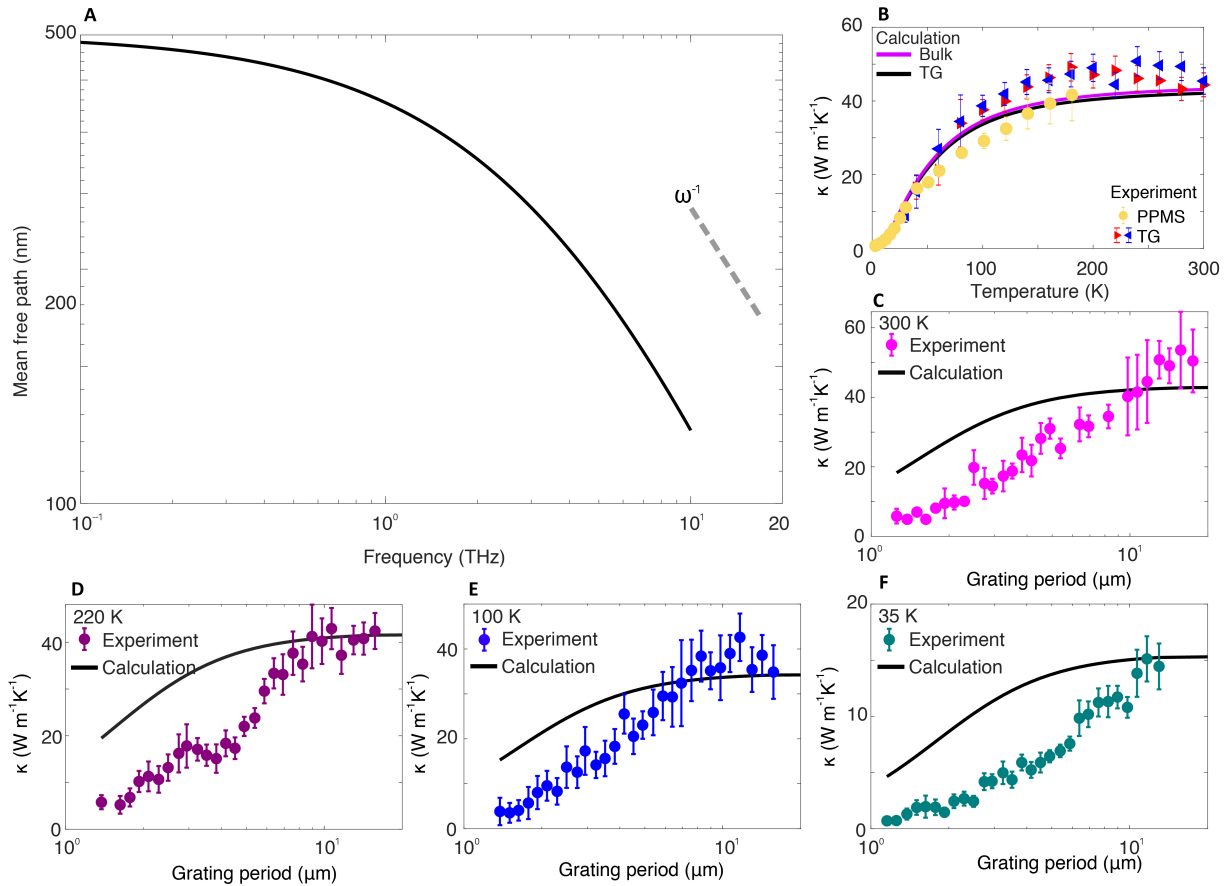 A
500
200
100
Mean free path (nm)
ω⁻¹
10⁻¹
10⁰
10¹
20
Frequency (THz)
B
60
40
20
0
κ (W m⁻¹K⁻¹)
Calculation
Bulk
TG
Experiment
PPMS
TG
0
100
200
300
Temperature (K)
C
300 K
Experiment
Calculation
60
40
20
0
κ (W m⁻¹K⁻¹)
10⁰
10¹
Grating period (μm)
D
220 K
Experiment
Calculation
40
20
0
κ (W m⁻¹K⁻¹)
10⁰
10¹
Grating period (μm)
E
100 K
Experiment
Calculation
40
20
0
κ (W m⁻¹K⁻¹)
10⁰
10¹
Grating period (μm)
F
35 K
Experiment
Calculation
20
10
0
κ (W m⁻¹K⁻¹)
10⁰
10¹
Grating period (μm)